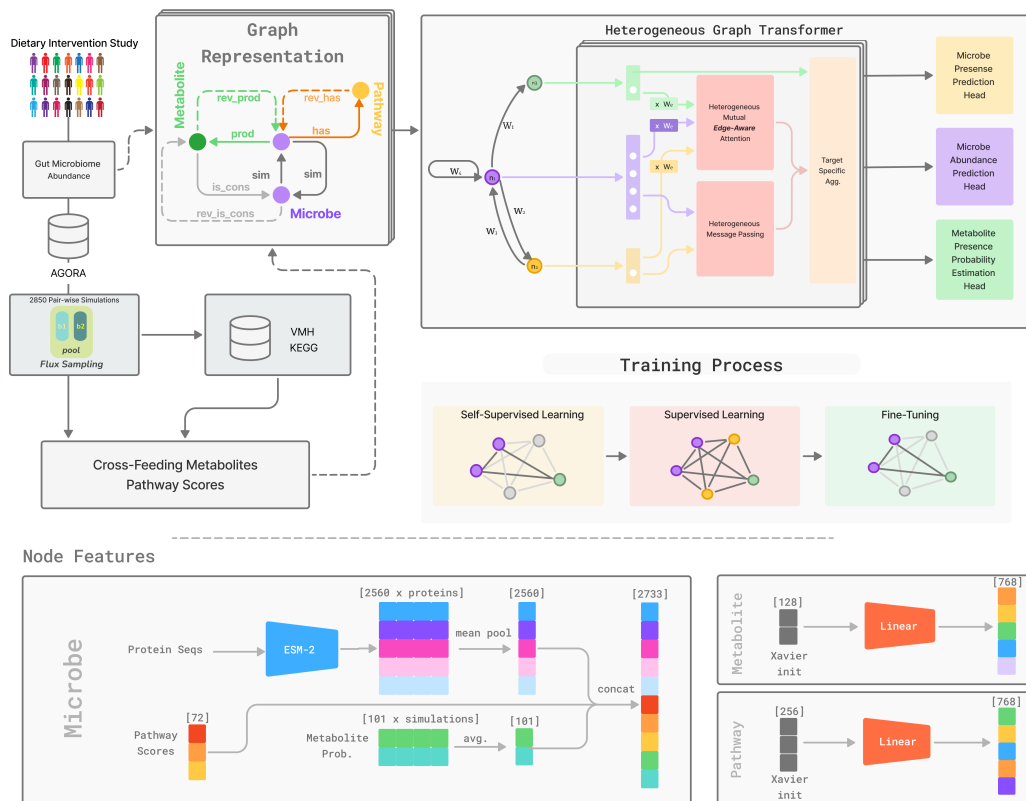 Dietary Intervention Study
Gut Microbiome
Abundance
AGORA
2850 Pair-wise Simulations
b1
b2
pool
Flux Sampling
VMH
KEGG
Cross-Feeding Metabolites
Pathway Scores
Graph
Representation
Metabolite
Pathway
Microbe
rev_prod
rev_has
prod
has
sim
sim
is_cons
rev_is_cons
Heterogeneous Graph Transformer
W₁
W₂
W₃
n₁
n₂
x Wₑ
x Wₑ
x Wₑ
Heterogeneous
Mutual
Edge-Aware
Attention
Heterogeneous
Message Passing
Target
Specific
Agg.
Microbe
Presense
Prediction
Head
Microbe
Abundance
Prediction
Head
Metabolite
Presence
Probability
Estimation
Head
Training Process
Self-Supervised Learning
Supervised Learning
Fine-Tuning
Node Features
Microbe
Protein Seqs
ESM-2
[2560 x proteins]
mean pool
[2560]
[2733]
concat
[72]
Pathway
Scores
[101 x simulations]
Metabolite
Prob.
avg.
[101]
Metabolite
[128]
Xavier
init
Linear
[768]
Pathway
[256]
Xavier
init
Linear
[768]